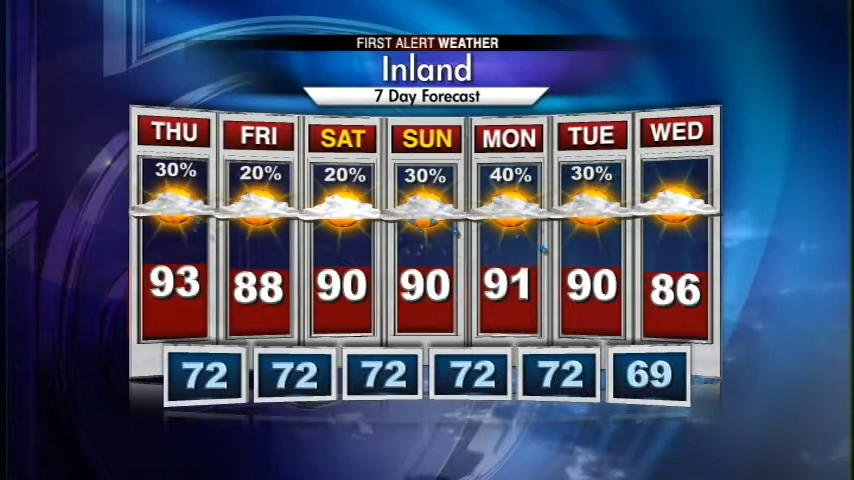 FIRST ALERT WEATHER
Inland
7 Day Forecast
THU FRI SAT SUN MON TUE WED
30% 20% 20% 30% 40% 30%
93 88 90 90 91 90 86
72 72 72 72 72 69